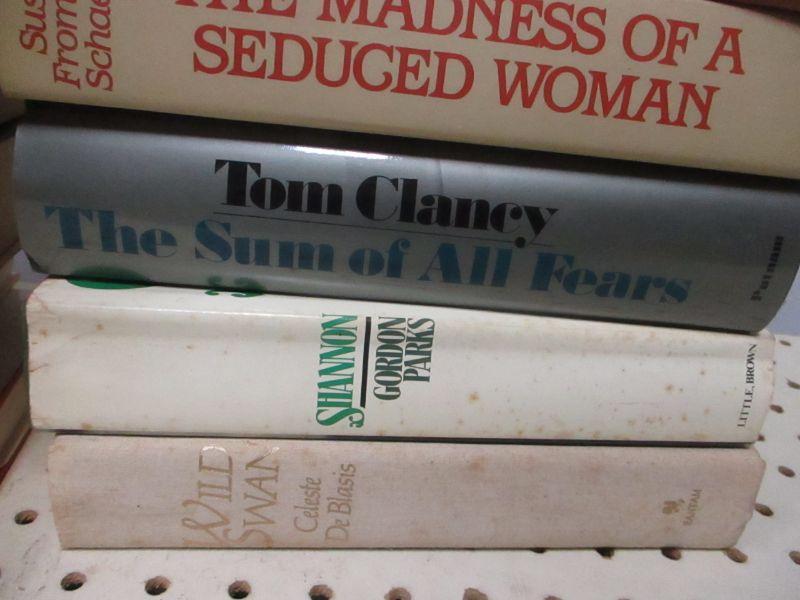 Sus
From
Schae
THE MADNESS OF A
SEDUCED WOMAN
Tom Clancy
The Sum of All Fears
Putnam
SHANNON
GORDON
PARKS
LITTLE, BROWN
WILD
SWAN
Celeste
De Blasis
BANTAM